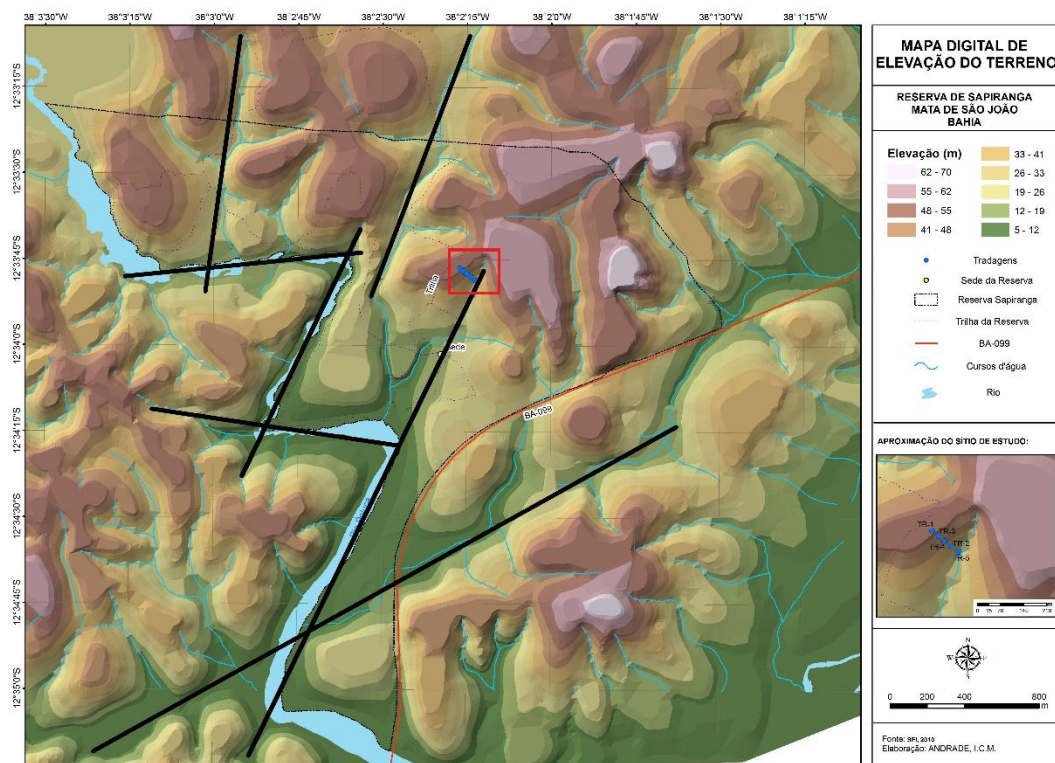 38°3'30"W 38°3'15"W 38°3'0"W 38°2'45"W 38°2'30"W 38°2'15"W 38°2'0"W 38°1'45"W 38°1'30"W 38°1'15"W
12°33'15"S
12°33'30"S
12°33'45"S
12°34'0"S
12°34'15"S
12°34'30"S
12°34'45"S
12°35'0"S
Trilha
Sede
BA-099
MAPA DIGITAL DE
ELEVAÇÃO DO TERRENO
RESERVA DE SAPIRANGA
MATA DE SÃO JOÃO
BAHIA
Elevação (m)
62 - 70
55 - 62
48 - 55
41 - 48
33 - 41
26 - 33
19 - 26
12 - 19
5 - 12
Tradagens
Sede da Reserva
Reserva Sapiranga
Trilha da Reserva
BA-099
Cursos d'água
Rio
APROXIMAÇÃO DO SÍTIO DE ESTUDO:
TR-1
TR-3
TR-4 TR-2
TR-5
N
W
S
0 200 400 800
m
Fonte: SEI, 2010
Elaboração: ANDRADE, I.C.M.